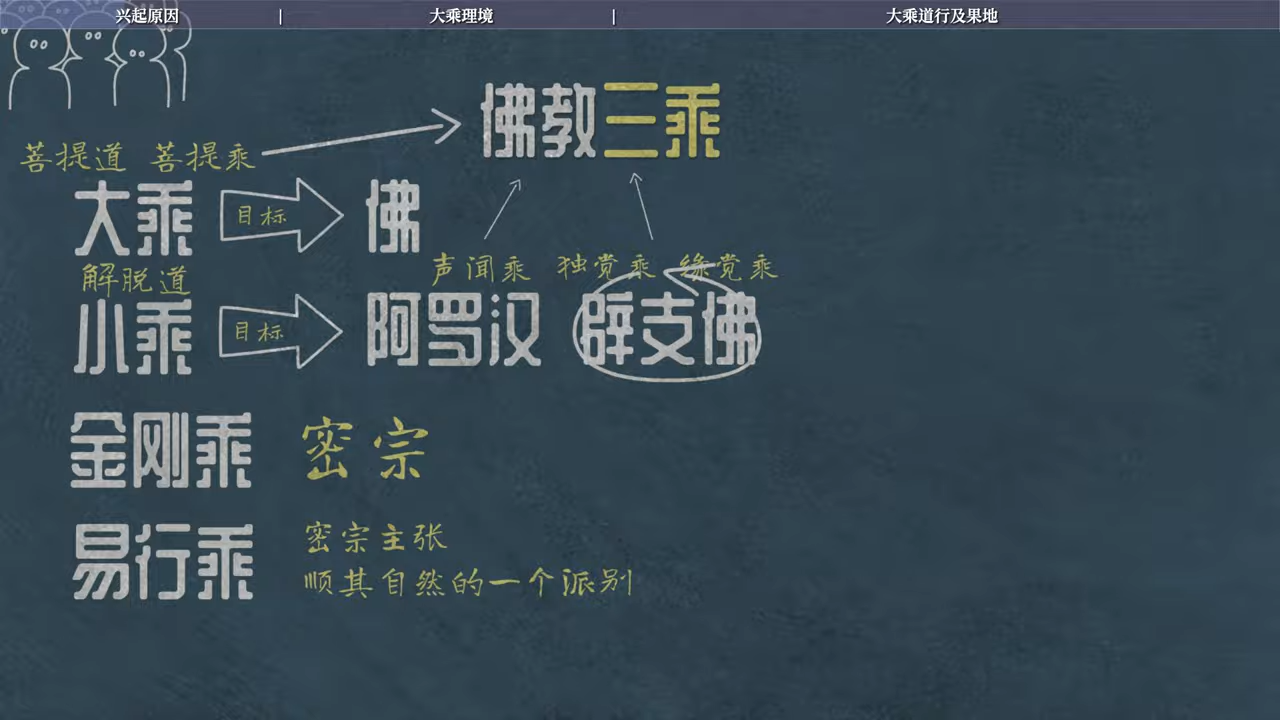 兴起原因 | 大乘理境 | 大乘道行及果地
佛教三乘
菩提道 菩提乘
大乘 目标 佛
声闻乘 独觉乘 缘觉乘
解脱道
小乘 目标 阿罗汉 辟支佛
金刚乘 密宗
易行乘 密宗主张
顺其自然的一个派别